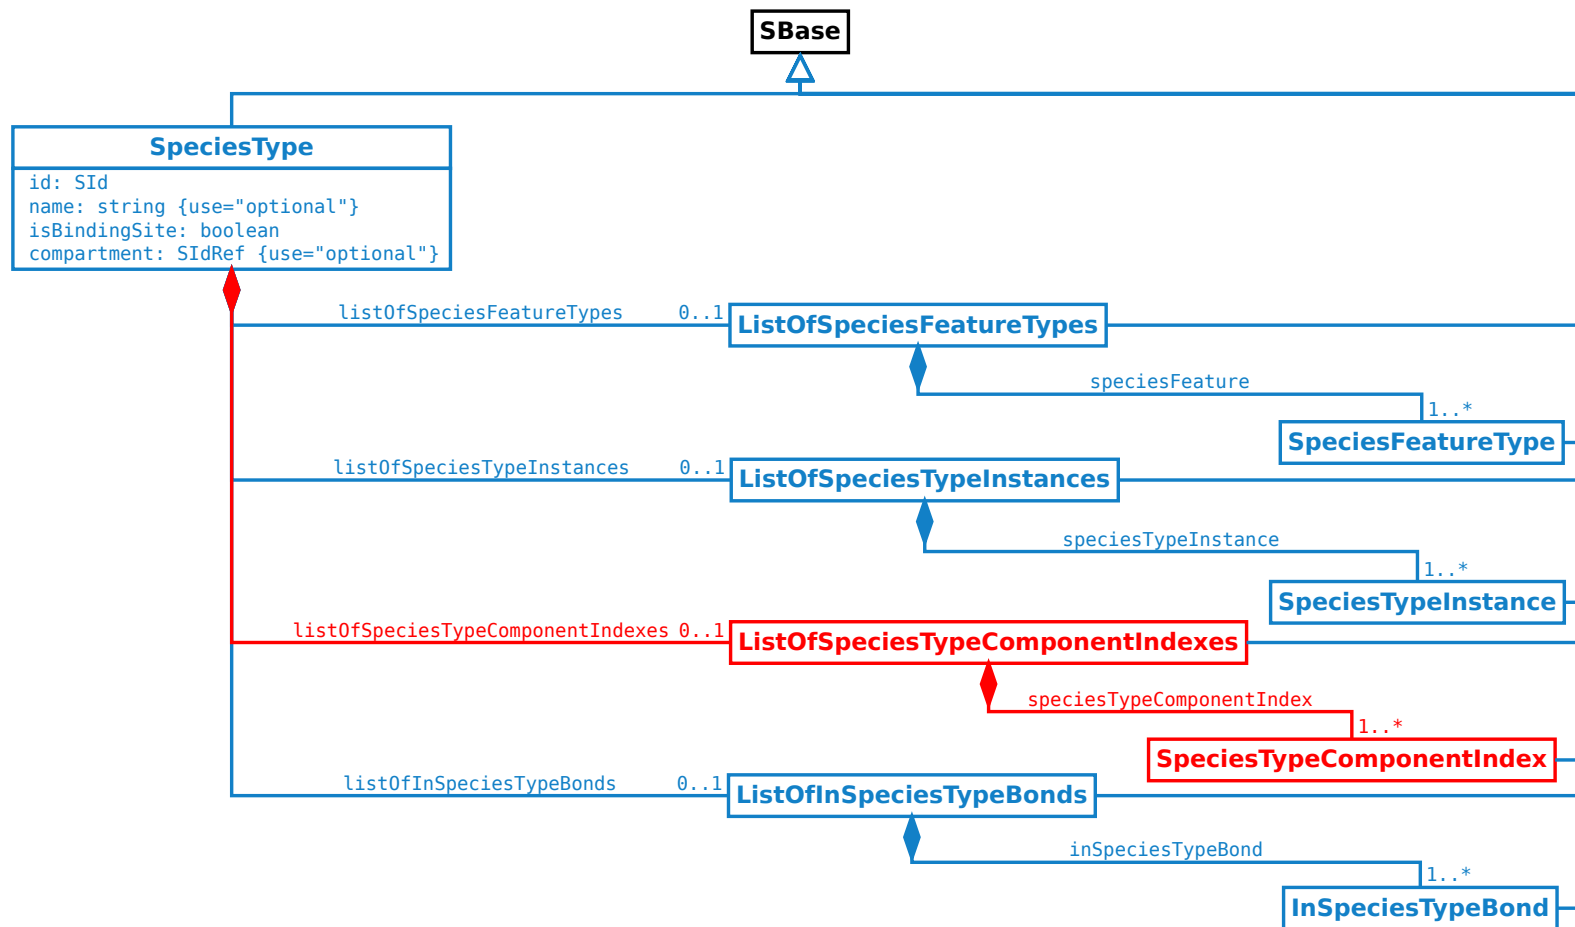 SBase
SpeciesType
id: SId
name: string {use="optional"}
isBindingSite: boolean
compartment: SIdRef {use="optional"}
listOfSpeciesFeatureTypes 0..1
ListOfSpeciesFeatureTypes
speciesFeature
1..*
SpeciesFeatureType
listOfSpeciesTypeInstances 0..1
ListOfSpeciesTypeInstances
speciesTypeInstance
1..*
SpeciesTypeInstance
listOfSpeciesTypeComponentIndexes 0..1
ListOfSpeciesTypeComponentIndexes
speciesTypeComponentIndex
1..*
SpeciesTypeComponentIndex
listOfInSpeciesTypeBonds 0..1
ListOfInSpeciesTypeBonds
inSpeciesTypeBond
1..*
InSpeciesTypeBond